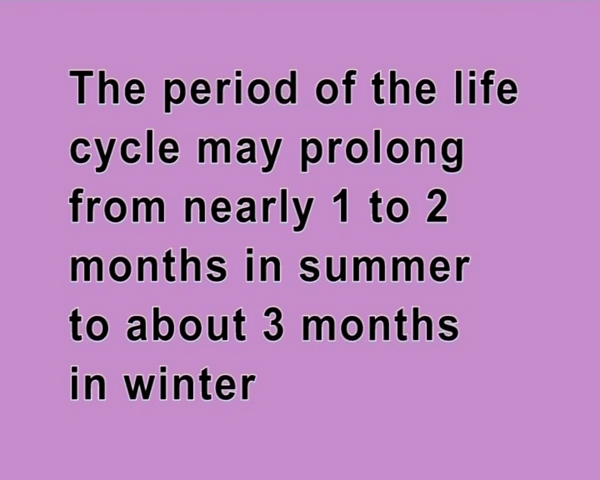 The period of the life
cycle may prolong
from nearly 1 to 2
months in summer
to about 3 months
in winter